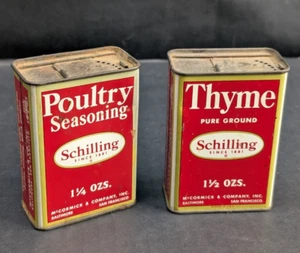 Poultry
Seasoning
Schilling
SINCE 1881
1¼ OZS.
McCORMICK & COMPANY, INC.
BALTIMORE SAN FRANCISCO
Thyme
PURE GROUND
Schilling
SINCE 1881
1½ OZS.
McCORMICK & COMPANY, INC.
BALTIMORE SAN FRANCISCO